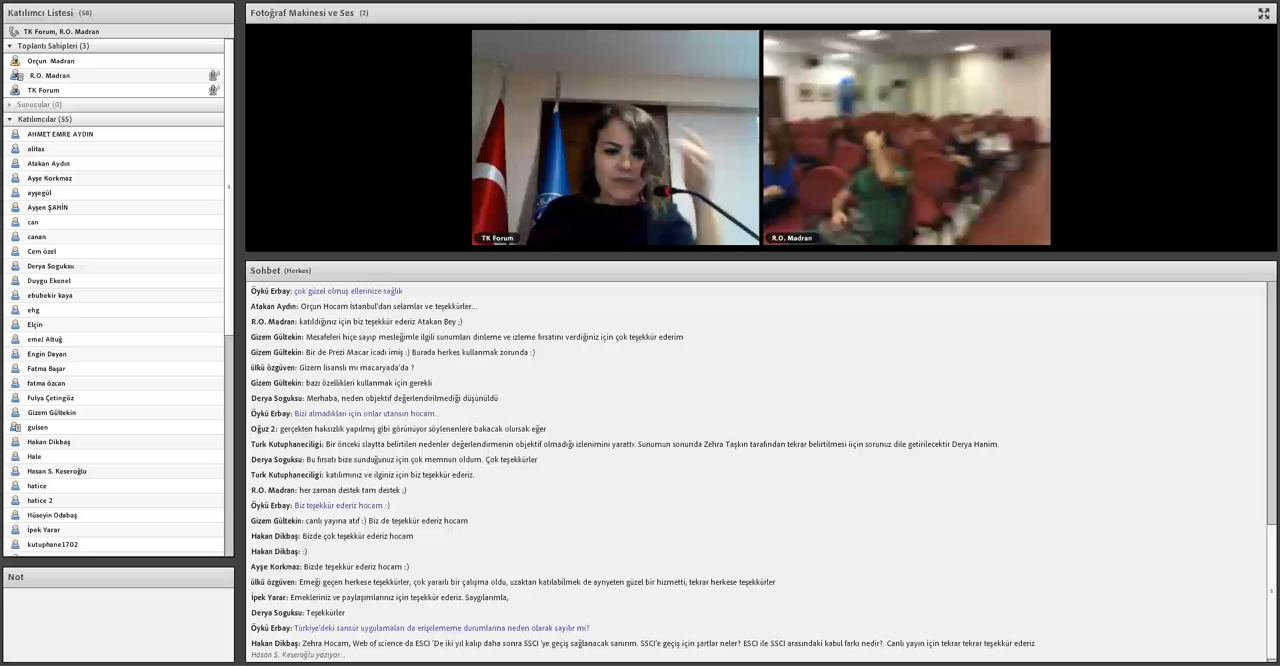 Katılımcı Listesi (58)
TK Forum, R.O. Madran
Toplantı Sahipleri (3)
Orçun Madran
R.O. Madran
TK Forum
Sunucular (0)
Katılımcılar (55)
AHMET EMRE AYDIN
alitas
Atakan Aydın
Ayşe Korkmaz
ayşegül
Ayşen ŞAHİN
can
canan
Cem özel
Derya Soguksu
Duygu Ekenel
ebubekir kaya
ehg
Elçin
emel Altuğ
Engin Dayan
Fatma Başar
fatma özcan
Fulya Çetingöz
Gizem Gültekin
gulsen
Hakan Dikbaş
Hale
Hasan S. Keseroğlu
hatice
hatice 2
Hüseyin Odabaş
İpek Yarar
kutuphane1702
Not
Fotoğraf Makinesi ve Ses (2)
TK Forum
R.O. Madran
Sohbet (Herkes)
Öykü Erbay: çok güzel olmuş ellerinize sağlık
Atakan Aydın: Orçun Hocam İstanbul'dan selamlar ve teşekkürler...
R.O. Madran: katıldığınız için biz teşekkür ederiz Atakan Bey ;)
Gizem Gültekin: Mesafeleri hiçe sayıp mesleğimle ilgili sunumları dinleme ve izleme fırsatını verdiğiniz için çok teşekkür ederim
Gizem Gültekin: Bir de Prezi Macar icadı imiş :) Burada herkes kullanmak zorunda :)
ülkü özgüven: Gizem lisanslı mı macaryada'da ?
Gizem Gültekin: bazı özellikleri kullanmak için gerekli
Derya Soguksu: Merhaba, neden objektif değerlendirilmediği düşünüldü
Öykü Erbay: Bizi almadıkları için onlar utansın hocam..
Oğuz 2: gerçekten haksızlık yapılmış gibi görünüyor söylenenlere bakacak olursak eğer
Turk Kutuphaneciligi: Bir önceki slaytta belirtilen nedenler değerlendirmenin objektif olmadığı izlenimini yarattı. Sunumun sonunda Zehra Taşkın tarafından tekrar belirtilmesi iiçin sorunuz dile getirilecektir Derya Hanim.
Derya Soguksu: Bu fırsatı bize sunduğunuz için çok memnun oldum. Çok teşekkürler
Turk Kutuphaneciligi: katılımınız ve ilginiz için biz teşekkür ederiz.
R.O. Madran: her zaman destek tam destek ;)
Öykü Erbay: Biz teşekkür ederiz hocam :)
Gizem Gültekin: canlı yayına atıf :) Biz de teşekkür ederiz hocam
Hakan Dikbaş: Bizde çok teşekkür ederiz hocam
Hakan Dikbaş: :)
Ayşe Korkmaz: Bizde teşekkür ederiz hocam :)
ülkü özgüven: Emeği geçen herkese teşekkürler, çok yararlı bir çalışma oldu, uzaktan katılabilmek de ayrıyeten güzel bir hizmetti, tekrar herkese teşekkürler
İpek Yarar: Emekleriniz ve paylaşımlarınız için teşekkür ederiz. Saygılarımla,
Derya Soguksu: Teşekkürler
Öykü Erbay: Türkiye'deki sansür uygulamaları da erişelememe durumlarına neden olarak sayılır mı?
Hakan Dikbaş: Zehra Hocam, Web of science da ESCI 'De iki yıl kalıp daha sonra SSCI 'ye geçiş sağlanacak sanırım. SSCI'e geçiş için şartlar neler? ESCI ile SSCI arasındaki kabul farkı nedir?. Canlı yayın için tekrar tekrar teşekkür ederiz.
Hasan S. Keseroğlu yazıyor...